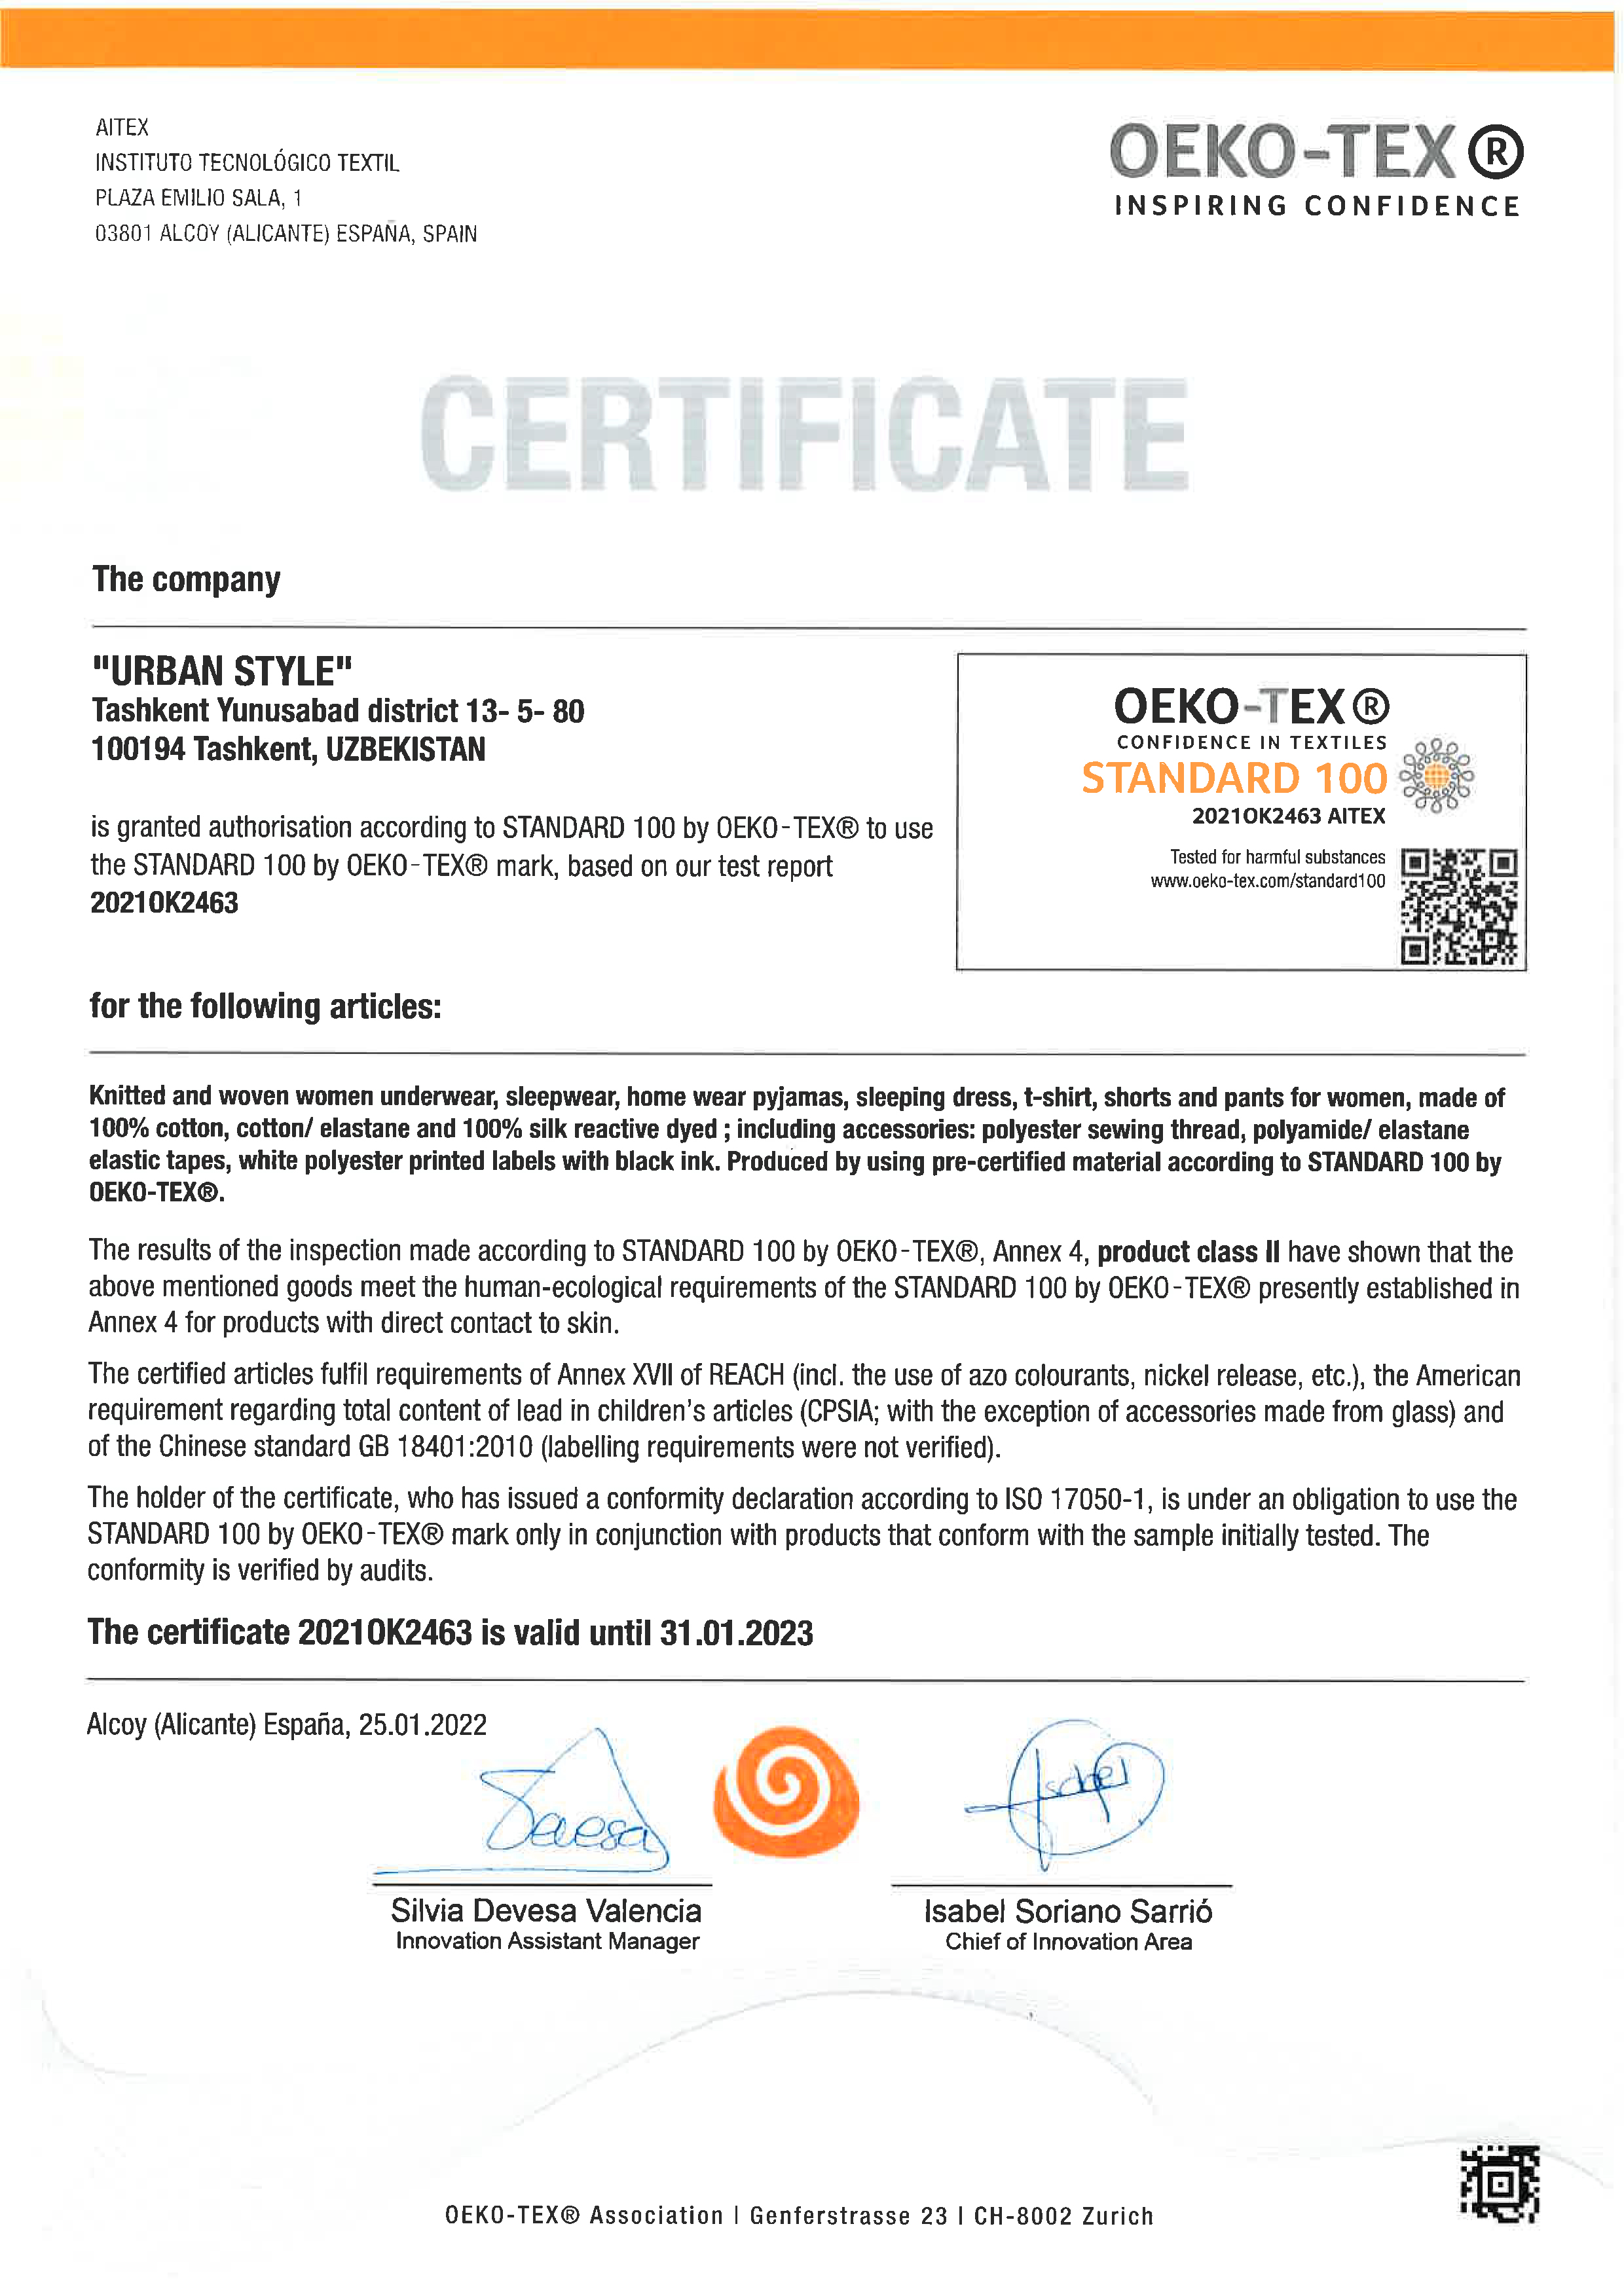 AITEX
INSTITUTO TECNOLÓGICO TEXTIL
PLAZA EMILIO SALA, 1
03801 ALCOY (ALICANTE) ESPAÑA, SPAIN
OEKO-TEX®
INSPIRING CONFIDENCE
CERTIFICATE
The company
"URBAN STYLE"
Tashkent Yunusabad district 13- 5- 80
100194 Tashkent, UZBEKISTAN
is granted authorisation according to STANDARD 100 by OEKO-TEX® to use
the STANDARD 100 by OEKO-TEX® mark, based on our test report
2021OK2463
OEKO-TEX®
CONFIDENCE IN TEXTILES
STANDARD 100
2021OK2463 AITEX
Tested for harmful substances
www.oeko-tex.com/standard100
for the following articles:
Knitted and woven women underwear, sleepwear, home wear pyjamas, sleeping dress, t-shirt, shorts and pants for women, made of
100% cotton, cotton/ elastane and 100% silk reactive dyed ; including accessories: polyester sewing thread, polyamide/ elastane
elastic tapes, white polyester printed labels with black ink. Produced by using pre-certified material according to STANDARD 100 by
OEKO-TEX®.
The results of the inspection made according to STANDARD 100 by OEKO-TEX®, Annex 4, product class II have shown that the
above mentioned goods meet the human-ecological requirements of the STANDARD 100 by OEKO-TEX® presently established in
Annex 4 for products with direct contact to skin.
The certified articles fulfil requirements of Annex XVII of REACH (incl. the use of azo colourants, nickel release, etc.), the American
requirement regarding total content of lead in children's articles (CPSIA; with the exception of accessories made from glass) and
of the Chinese standard GB 18401:2010 (labelling requirements were not verified).
The holder of the certificate, who has issued a conformity declaration according to ISO 17050-1, is under an obligation to use the
STANDARD 100 by OEKO-TEX® mark only in conjunction with products that conform with the sample initially tested. The
conformity is verified by audits.
The certificate 2021OK2463 is valid until 31.01.2023
Alcoy (Alicante) España, 25.01.2022
Devesa
Silvia Devesa Valencia
Innovation Assistant Manager
Isabel Soriano Sarrió
Chief of Innovation Area
OEKO-TEX® Association | Genferstrasse 23 | CH-8002 Zurich